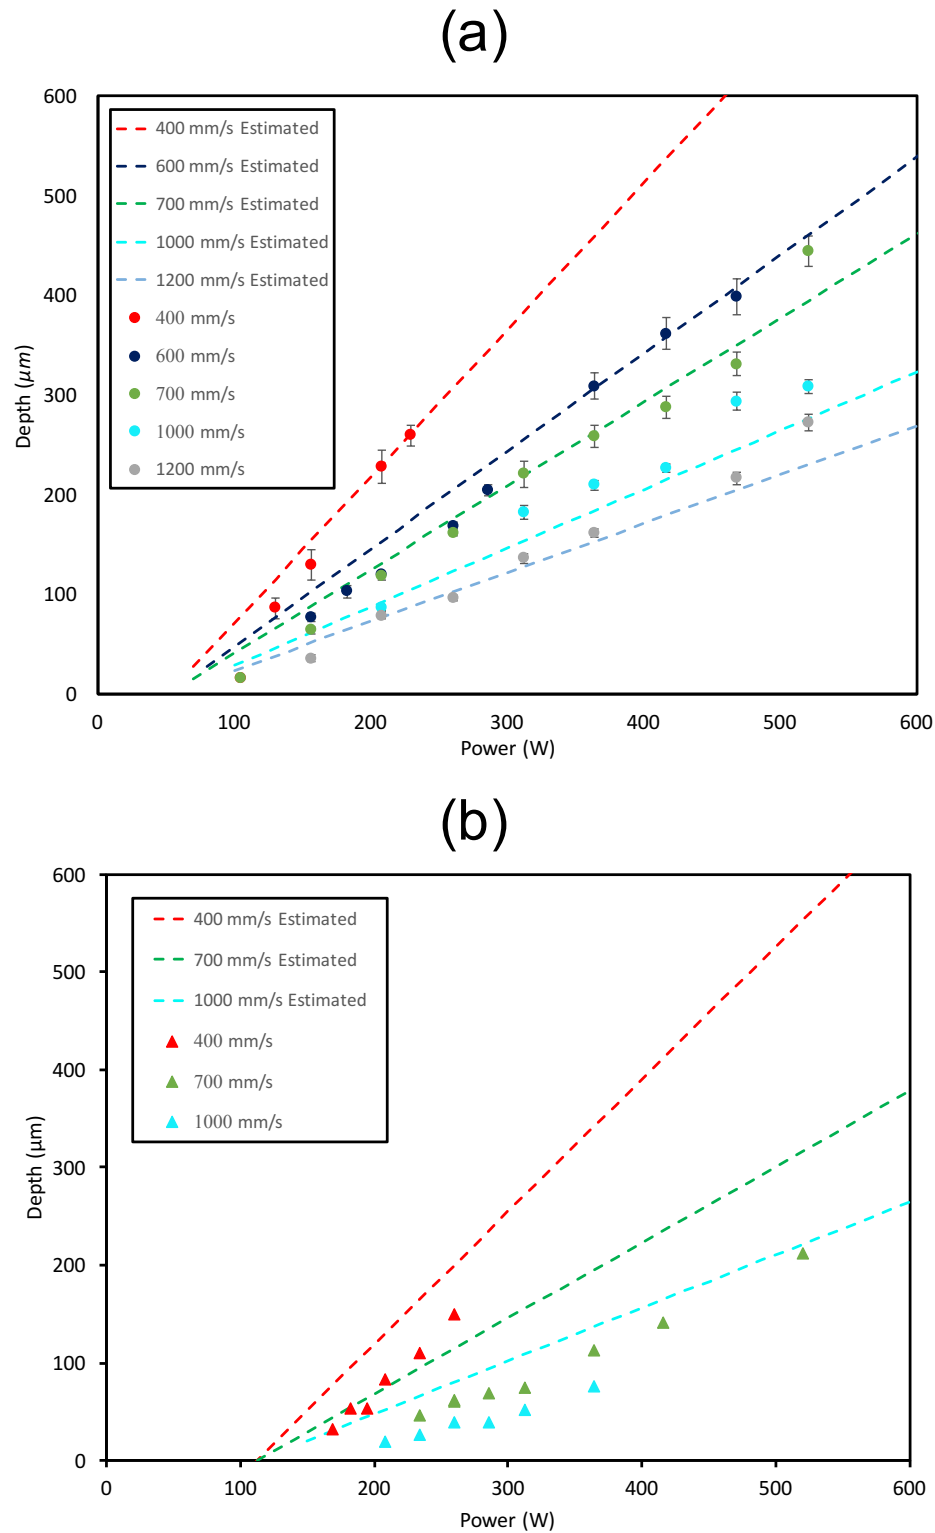 (a)
600
500
400
300
200
100
0
Depth (μm)
400 mm/s Estimated
600 mm/s Estimated
700 mm/s Estimated
1000 mm/s Estimated
1200 mm/s Estimated
400 mm/s
600 mm/s
700 mm/s
1000 mm/s
1200 mm/s
0 100 200 300 400 500 600
Power (W)
(b)
600
500
400
300
200
100
0
Depth (μm)
400 mm/s Estimated
700 mm/s Estimated
1000 mm/s Estimated
400 mm/s
700 mm/s
1000 mm/s
0 100 200 300 400 500 600
Power (W)